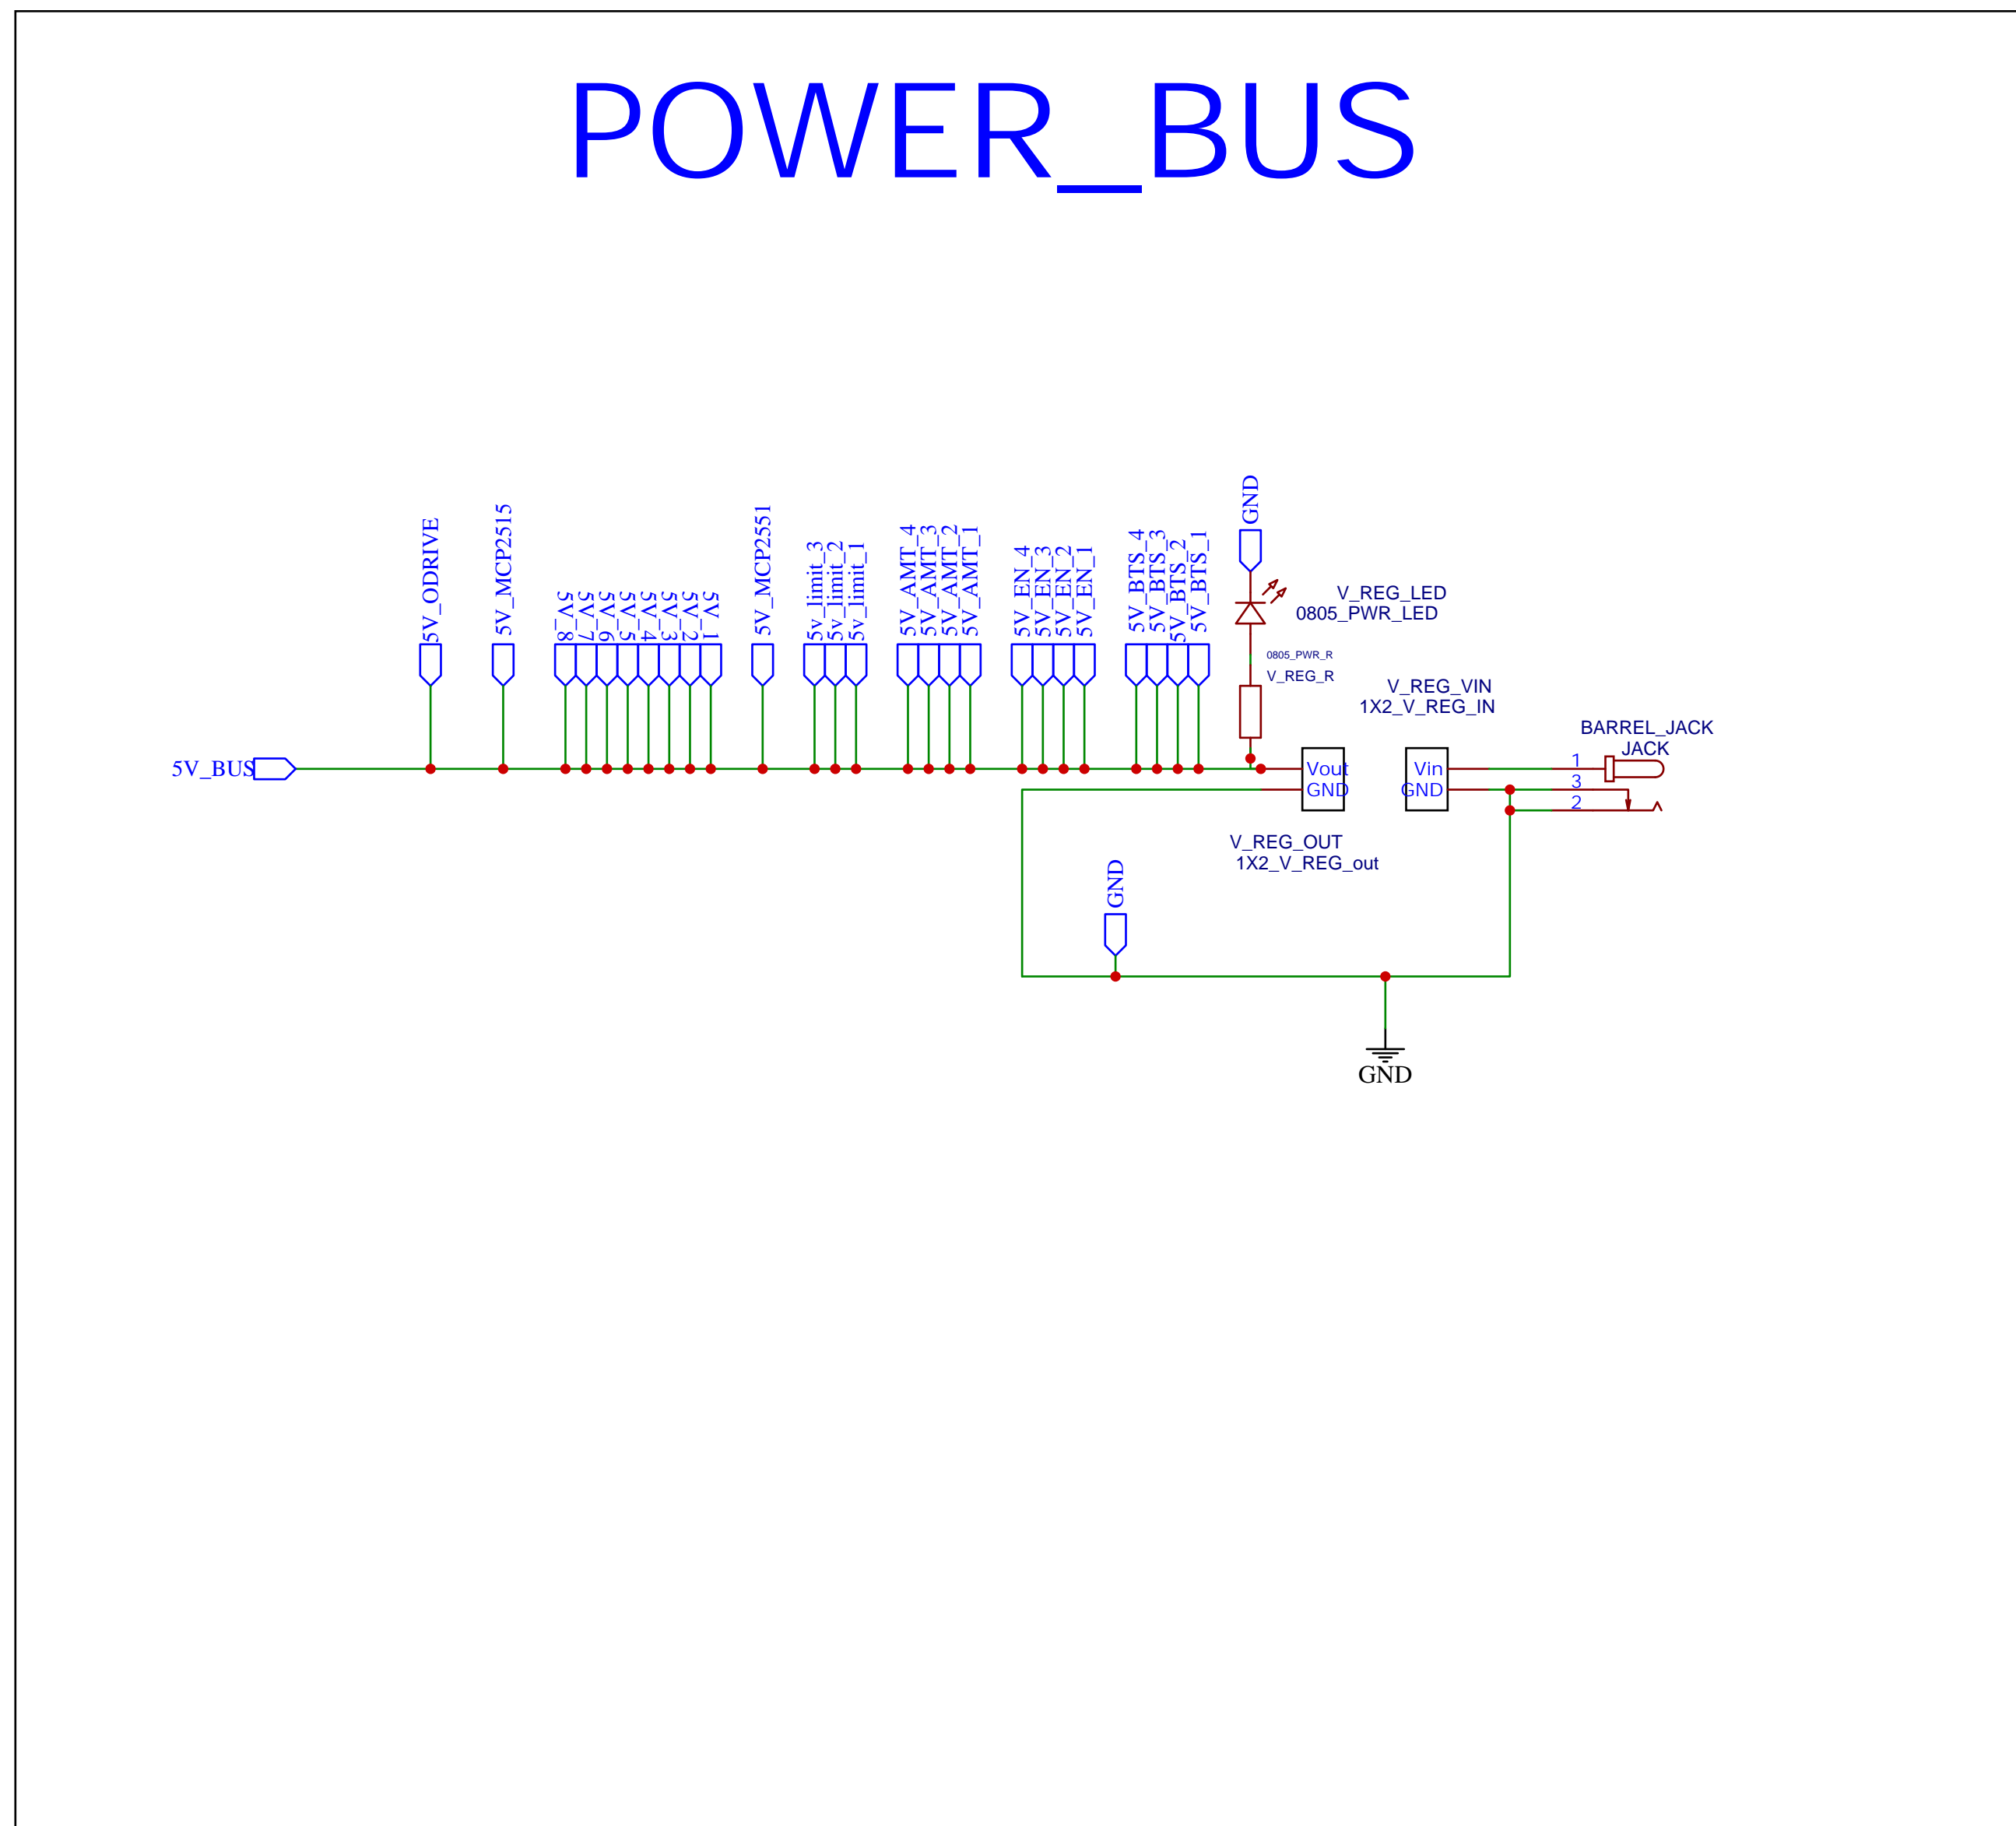 POWER_BUS
5V_BUS
5V_ODRIVE
5V_MCP2515
5V_8
5V_7
5V_6
5V_5
5V_4
5V_3
5V_2
5V_1
5V_MCP2551
5v_limit_3
5v_limit_2
5v_limit_1
5V_AMT_4
5V_AMT_3
5V_AMT_2
5V_AMT_1
5V_EN_4
5V_EN_3
5V_EN_2
5V_EN_1
5V_BTS_4
5V_BTS_3
5V_BTS_2
5V_BTS_1
GND
V_REG_LED
0805_PWR_LED
0805_PWR_R
V_REG_R
V_REG_VIN
1X2_V_REG_IN
BARREL_JACK
JACK
Vout
GND
Vin
GND
1
3
2
V_REG_OUT
1X2_V_REG_out
GND
GND